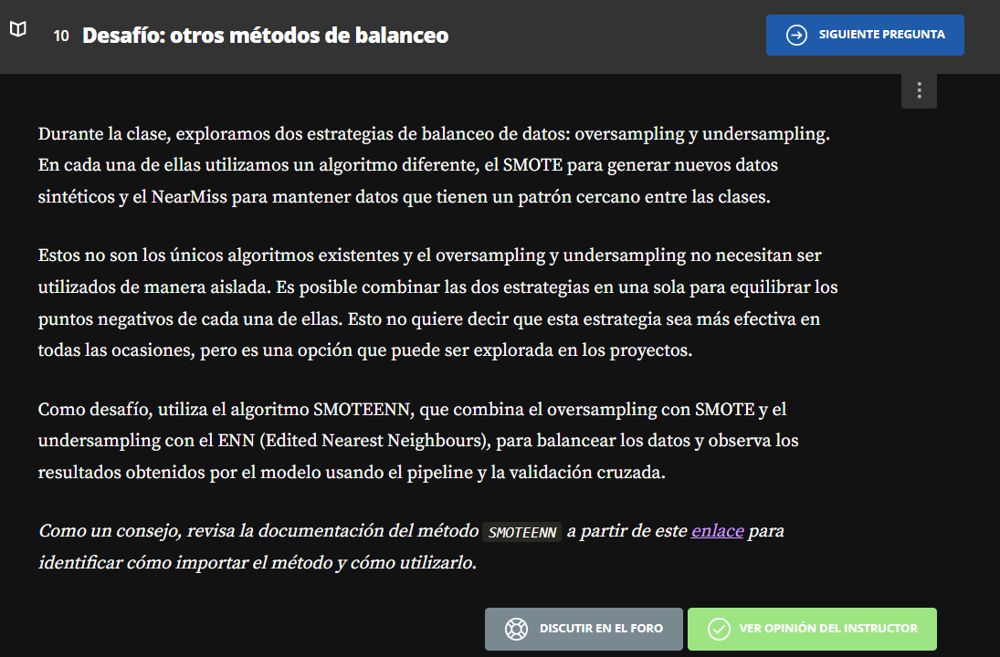 10 Desafío: otros métodos de balanceo
SIGUIENTE PREGUNTA
Durante la clase, exploramos dos estrategias de balanceo de datos: oversampling y undersampling.
En cada una de ellas utilizamos un algoritmo diferente, el SMOTE para generar nuevos datos
sintéticos y el NearMiss para mantener datos que tienen un patrón cercano entre las clases.
Estos no son los únicos algoritmos existentes y el oversampling y undersampling no necesitan ser
utilizados de manera aislada. Es posible combinar las dos estrategias en una sola para equilibrar los
puntos negativos de cada una de ellas. Esto no quiere decir que esta estrategia sea más efectiva en
todas las ocasiones, pero es una opción que puede ser explorada en los proyectos.
Como desafío, utiliza el algoritmo SMOTEENN, que combina el oversampling con SMOTE y el
undersampling con el ENN (Edited Nearest Neighbours), para balancear los datos y observa los
resultados obtenidos por el modelo usando el pipeline y la validación cruzada.
Como un consejo, revisa la documentación del método SMOTEENN a partir de este enlace para
identificar cómo importar el método y cómo utilizarlo.
DISCUTIR EN EL FORO
VER OPINIÓN DEL INSTRUCTOR